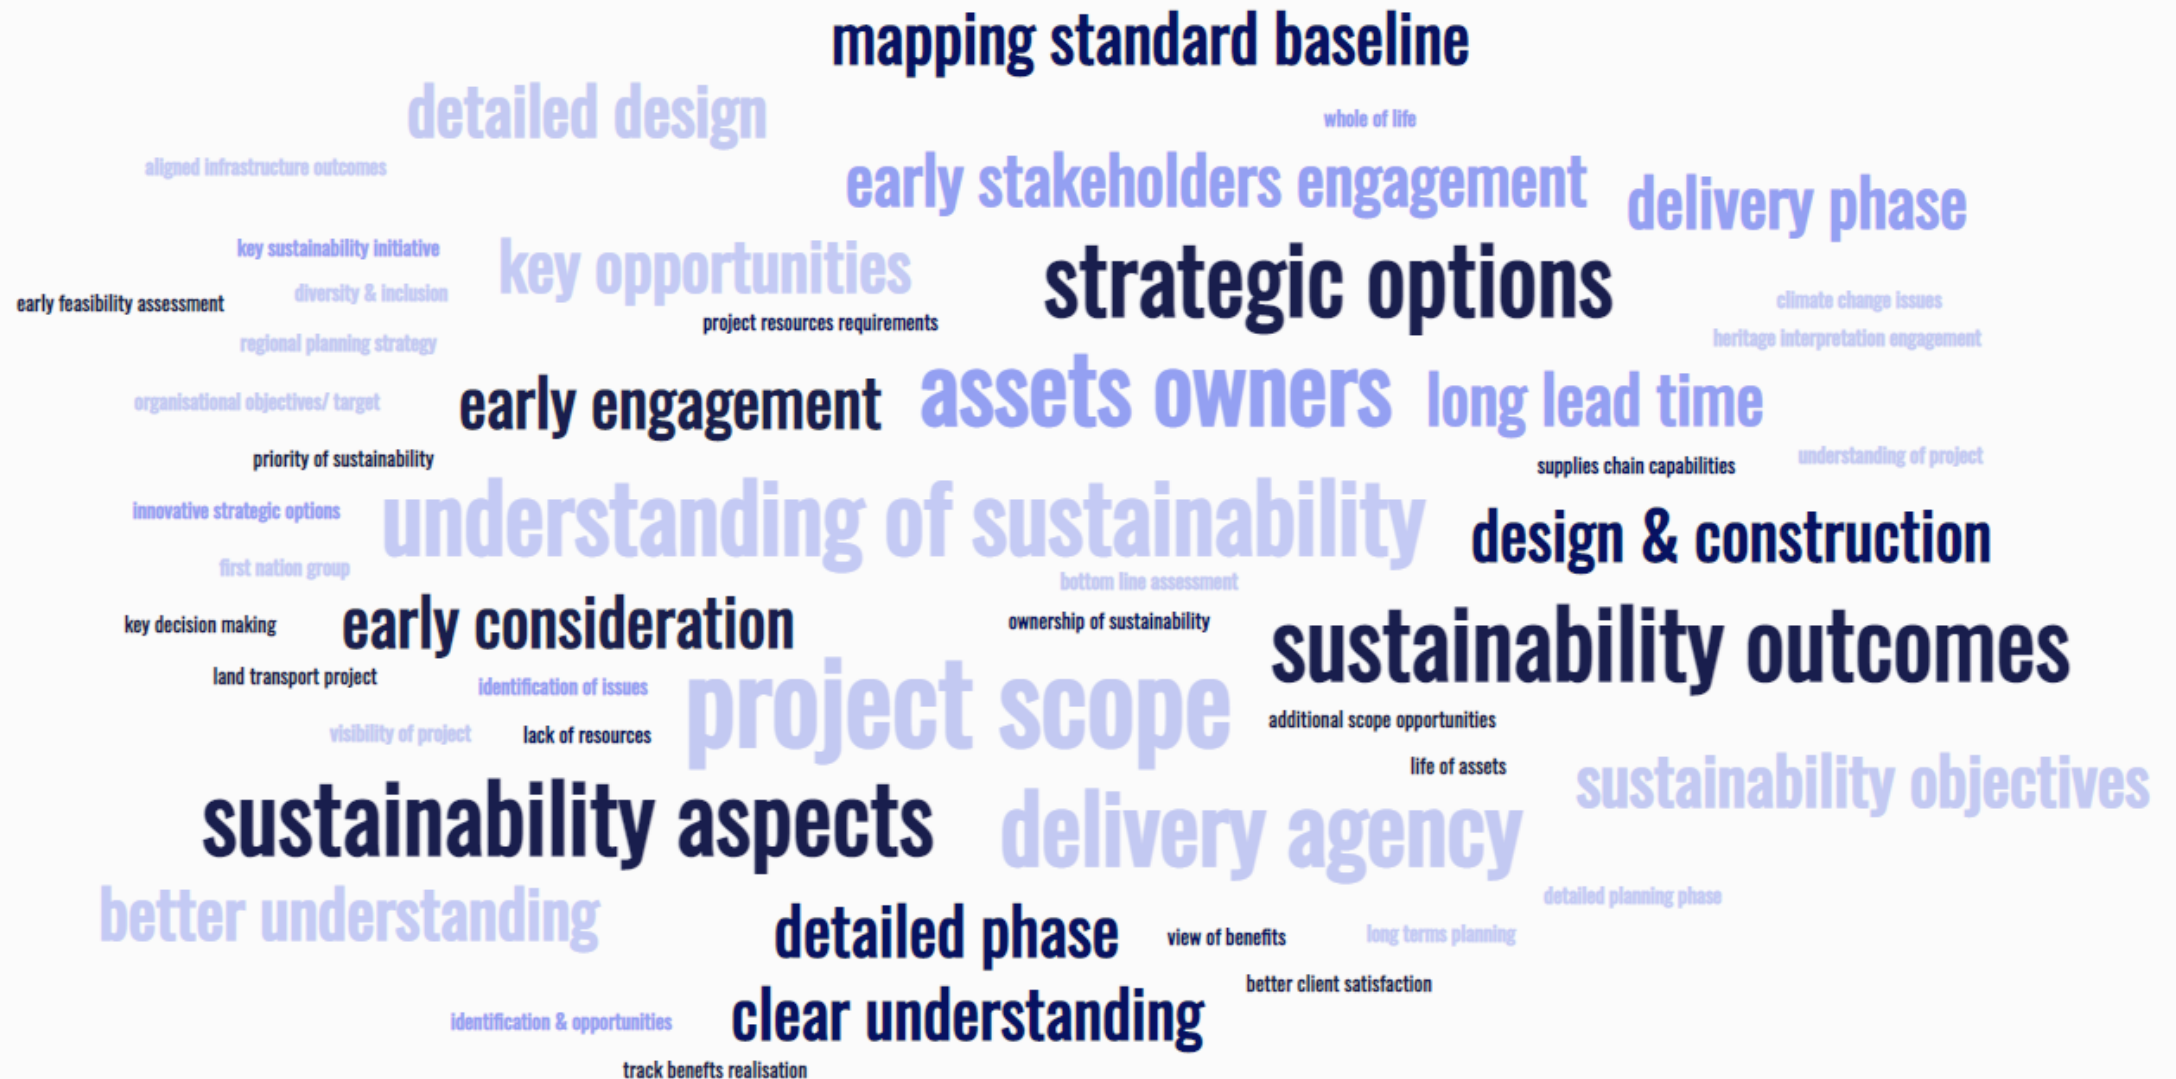 mapping standard baseline
detailed design
whole of life
aligned infrastructure outcomes
early stakeholders engagement
delivery phase
key sustainability initiative
key opportunities
strategic options
early feasibility assessment
diversity & inclusion
climate change issues
project resources requirements
heritage interpretation engagement
regional planning strategy
organisational objectives/ target
early engagement
assets owners
long lead time
priority of sustainability
supplies chain capabilities
understanding of project
innovative strategic options
understanding of sustainability
design & construction
first nation group
bottom line assessment
key decision making
early consideration
ownership of sustainability
sustainability outcomes
land transport project
identification of issues
project scope
additional scope opportunities
visibility of project
lack of resources
life of assets
sustainability objectives
sustainability aspects
delivery agency
better understanding
detailed planning phase
detailed phase
view of benefits
long terms planning
better client satisfaction
identification & opportunities
clear understanding
track benefts realisation